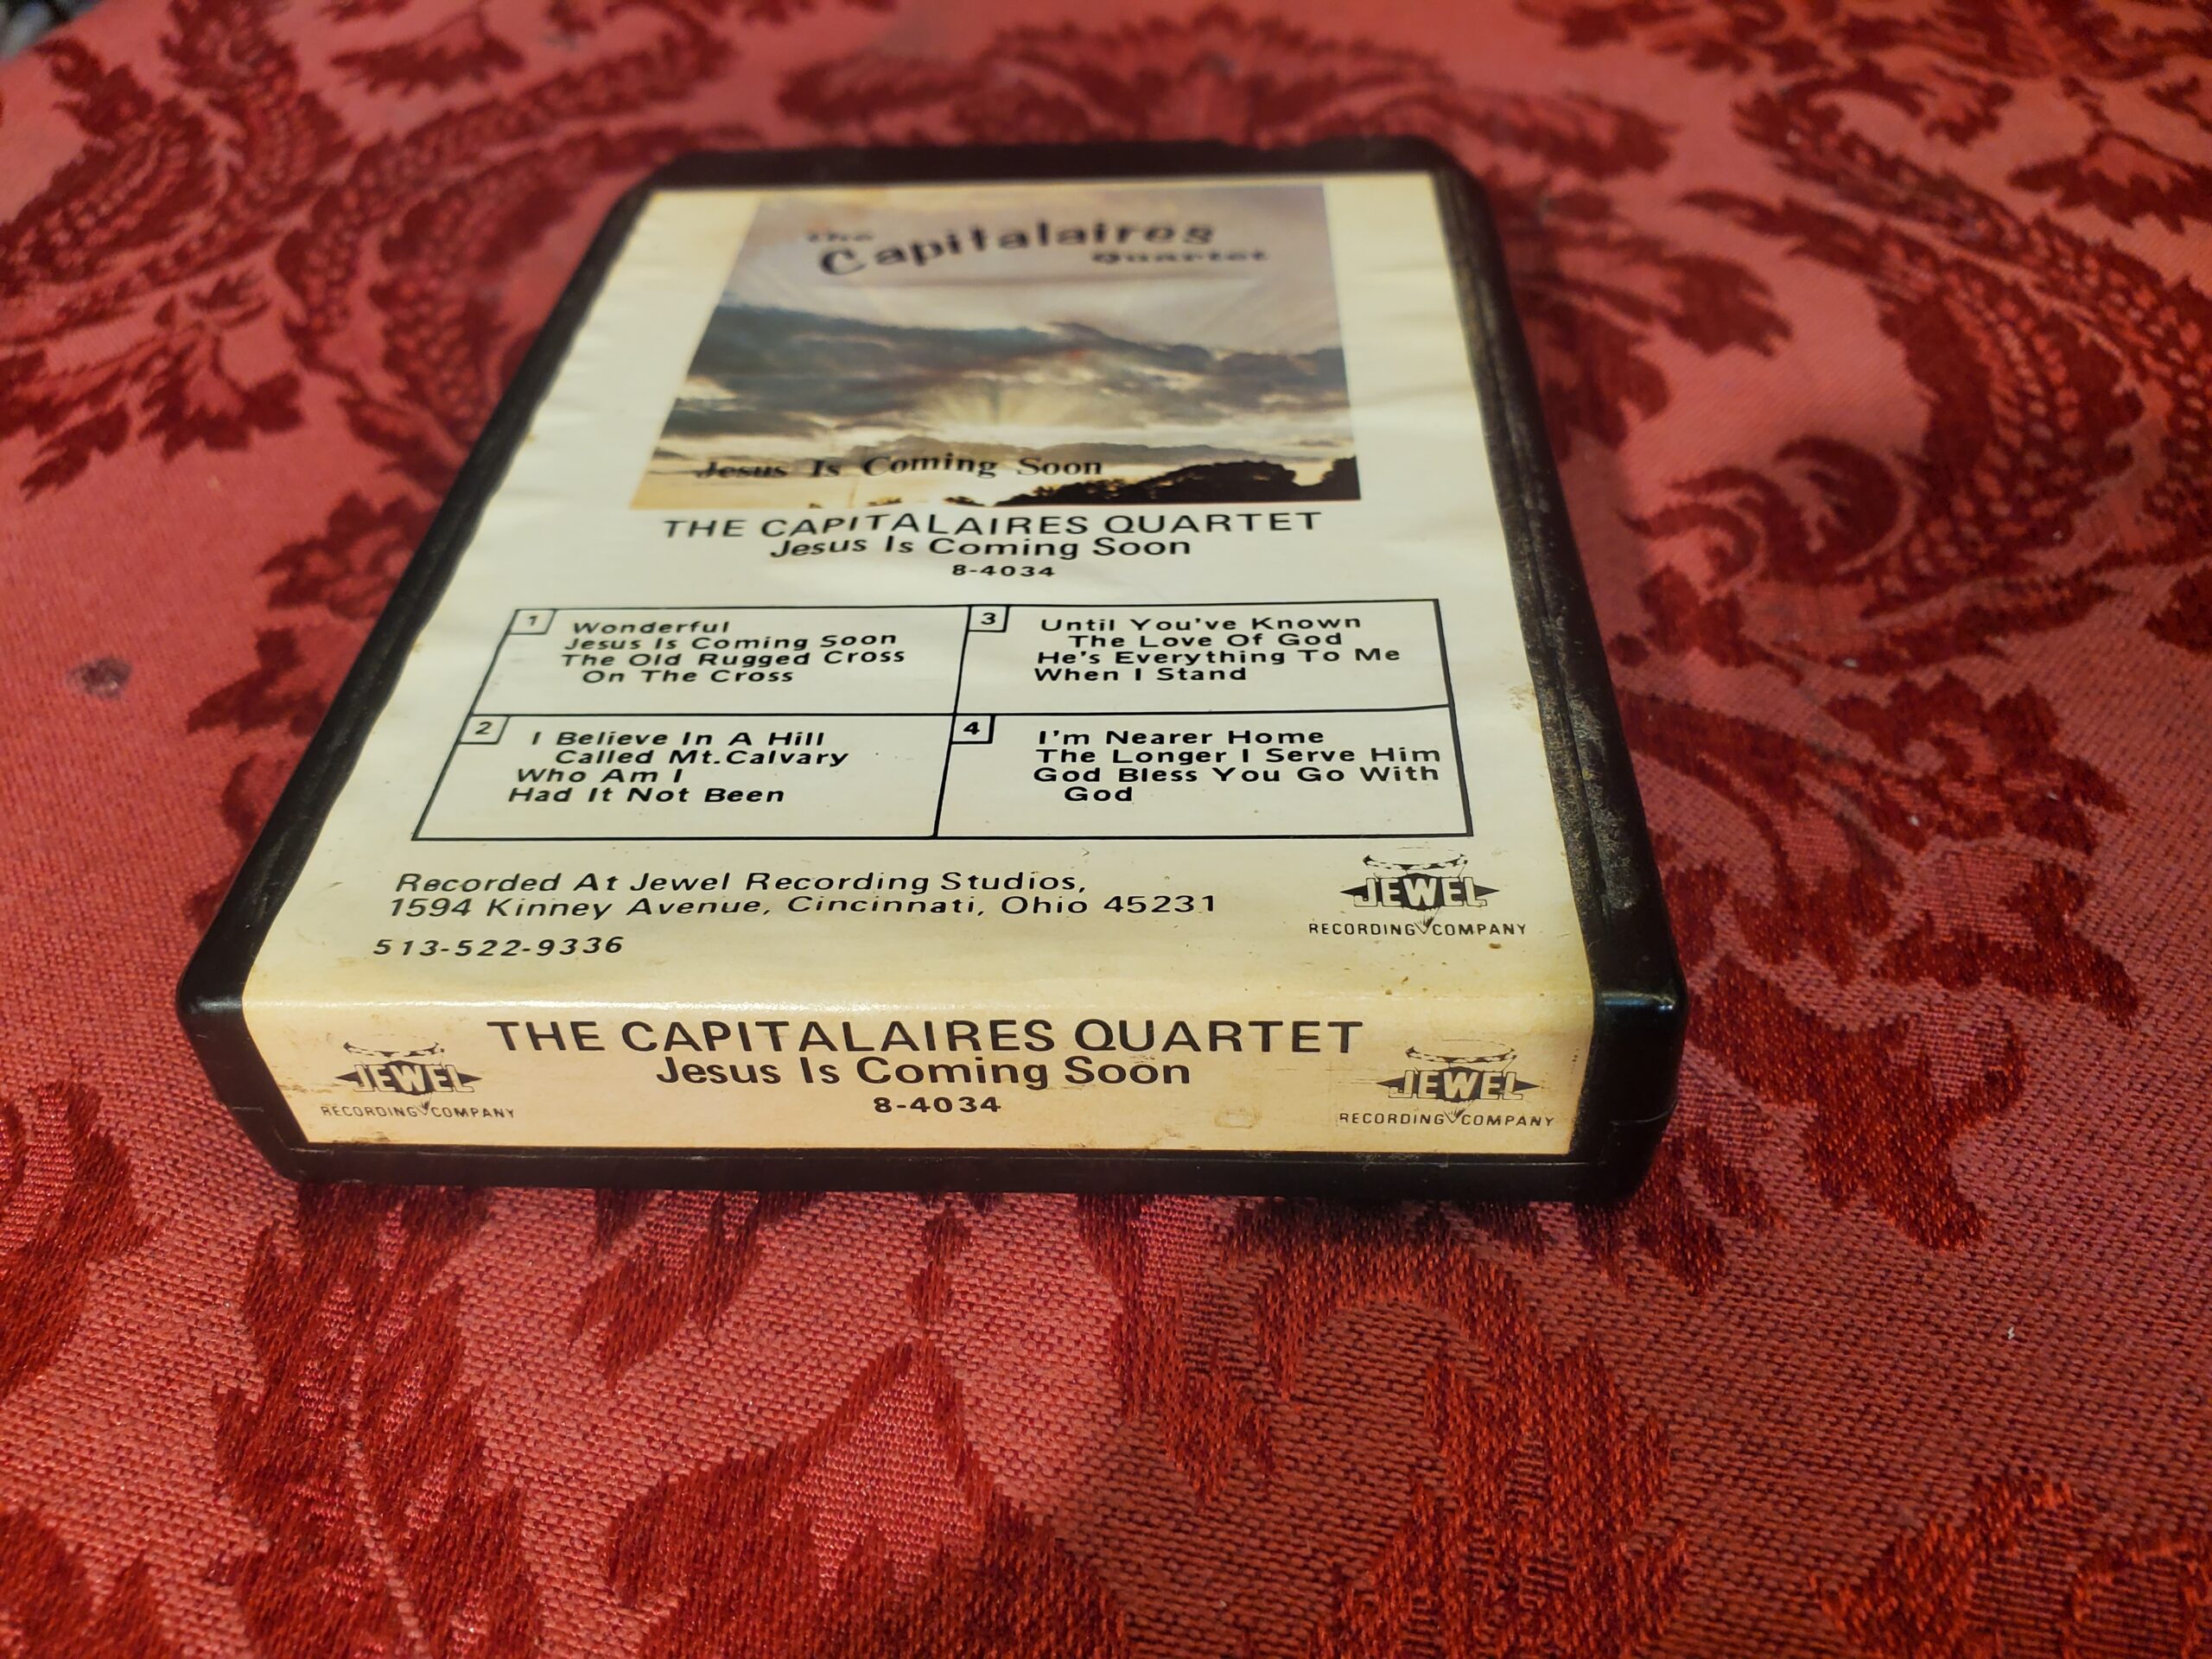 the
Capitalaires
Quartet
Jesus Is Coming Soon
THE CAPITALAIRES QUARTET
Jesus Is Coming Soon
8-4034
1
Wonderful
Jesus Is Coming Soon
The Old Rugged Cross
On The Cross
2
I Believe In A Hill
Called Mt.Calvary
Who Am I
Had It Not Been
3
Until You've Known
The Love Of God
He's Everything To Me
When I Stand
4
I'm Nearer Home
The Longer I Serve Him
God Bless You Go With
God
Recorded At Jewel Recording Studios,
1594 Kinney Avenue, Cincinnati, Ohio 45231
513-522-9336
JEWEL
RECORDING COMPANY
THE CAPITALAIRES QUARTET
Jesus Is Coming Soon
8-4034
JEWEL
RECORDING COMPANY
JEWEL
RECORDING COMPANY